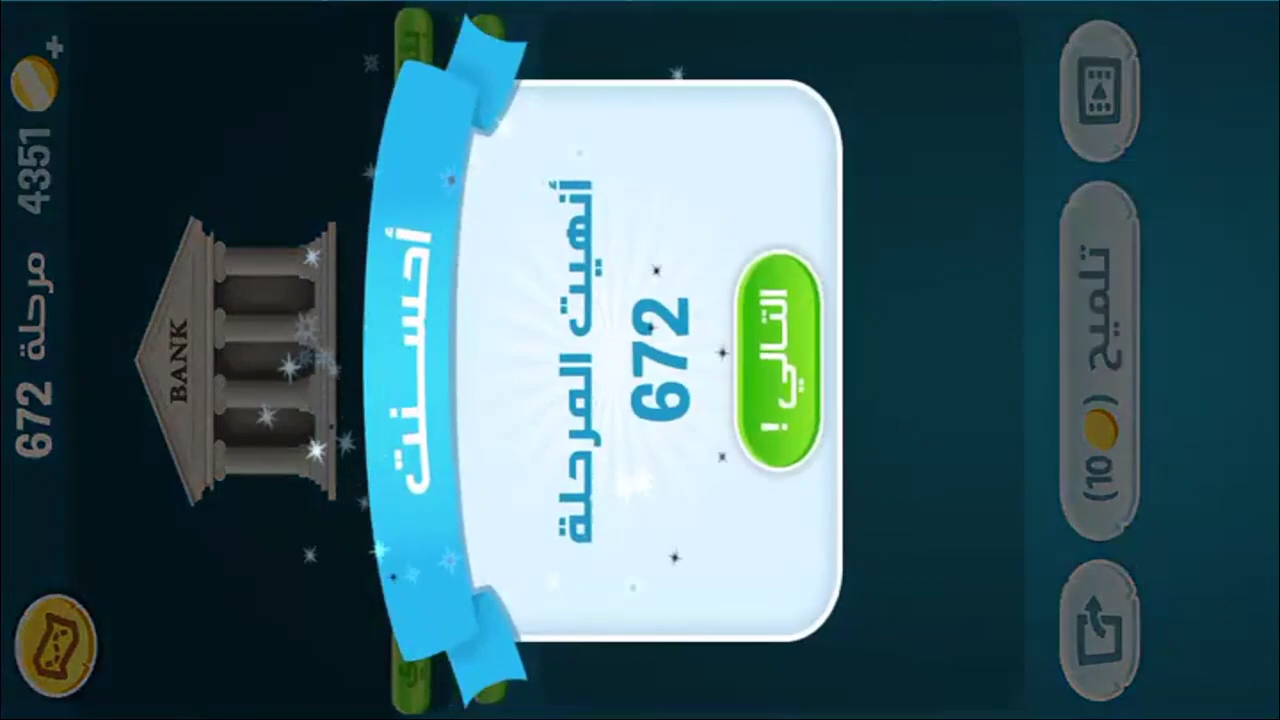 4351
مرحلة 672
BANK
أحسنت
أنهيت المرحلة
672
التالي !
تلميح (10)